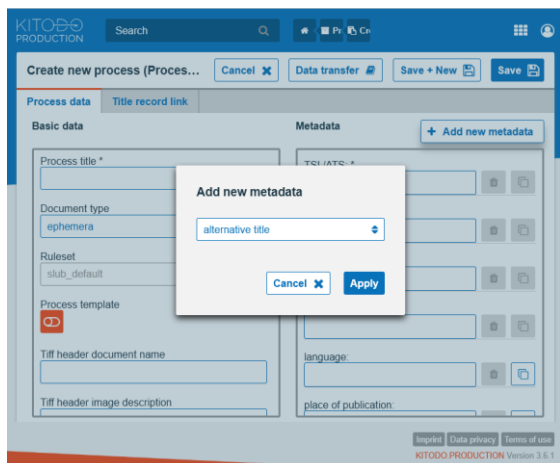 KITODO
PRODUCTION
Search
Pr
Cr
Create new process (Proces...
Cancel
Data transfer
Save + New
Save
Process data
Title record link
Basic data
Metadata
+ Add new metadata
Process title *
TSL/ATS: *
Document type
ephemera
Ruleset
slub_default
Process template
Tiff header document name
Tiff header image description
language:
place of publication:
Add new metadata
alternative title
Cancel
Apply
Imprint
Data privacy
Terms of use
KITODO.PRODUCTION Version 3.6.1